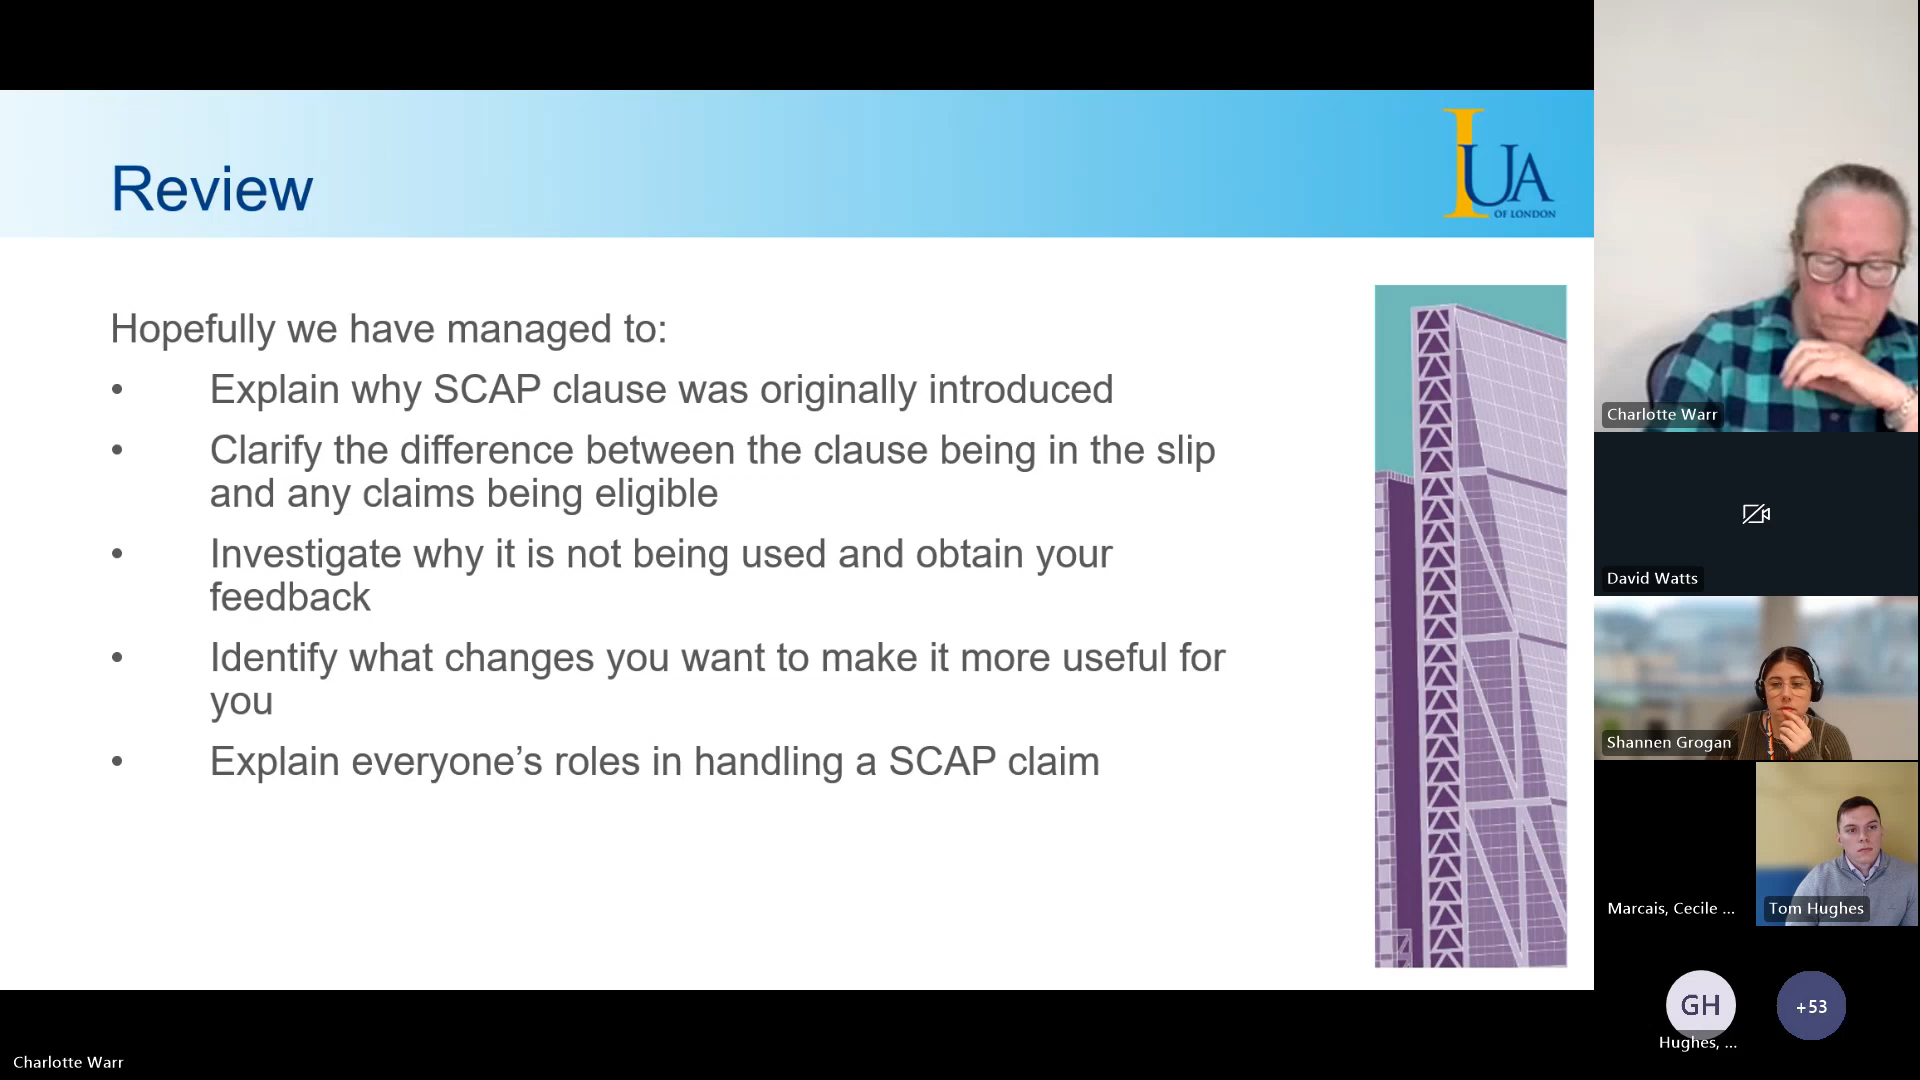 Review
IUA
OF LONDON
Hopefully we have managed to:
• Explain why SCAP clause was originally introduced
• Clarify the difference between the clause being in the slip
and any claims being eligible
• Investigate why it is not being used and obtain your
feedback
• Identify what changes you want to make it more useful for
you
• Explain everyone’s roles in handling a SCAP claim
Charlotte Warr
David Watts
Shannen Grogan
Marcais, Cecile ...
Tom Hughes
GH
Hughes, ...
+53
Charlotte Warr